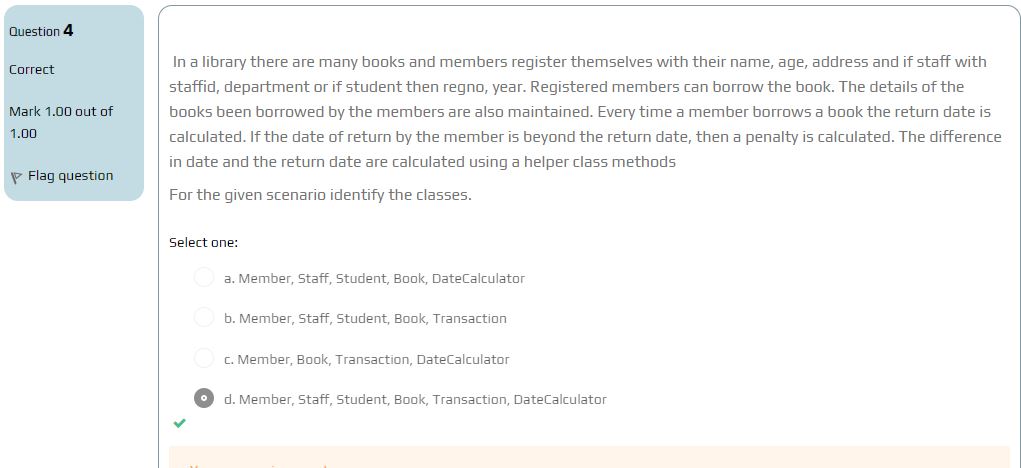 Question 4
Correct
Mark 1.00 out of
1.00
Flag question
In a library there are many books and members register themselves with their name, age, address and if staff with
staffid, department or if student then regno, year. Registered members can borrow the book. The details of the
books been borrowed by the members are also maintained. Every time a member borrows a book the return date is
calculated. If the date of return by the member is beyond the return date, then a penalty is calculated. The difference
in date and the return date are calculated using a helper class methods
For the given scenario identify the classes.
Select one:
a. Member, Staff, Student, Book, DateCalculator
b. Member, Staff, Student, Book, Transaction
c. Member, Book, Transaction, DateCalculator
d. Member, Staff, Student, Book, Transaction, DateCalculator